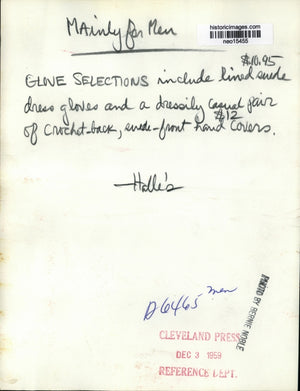 historicimages.com
neo15455
MAinly for Men
$10.95
GLOVE SELECTIONS include lined suede
dress gloves and a dressily casual pair
$12
of Crochet-back, suede-front hand covers.
—Halle's
men
D6465
PHOTO BY BERNIE NOBLE
CLEVELAND PRESS
DEC 3 1959
REFERENCE DEPT.